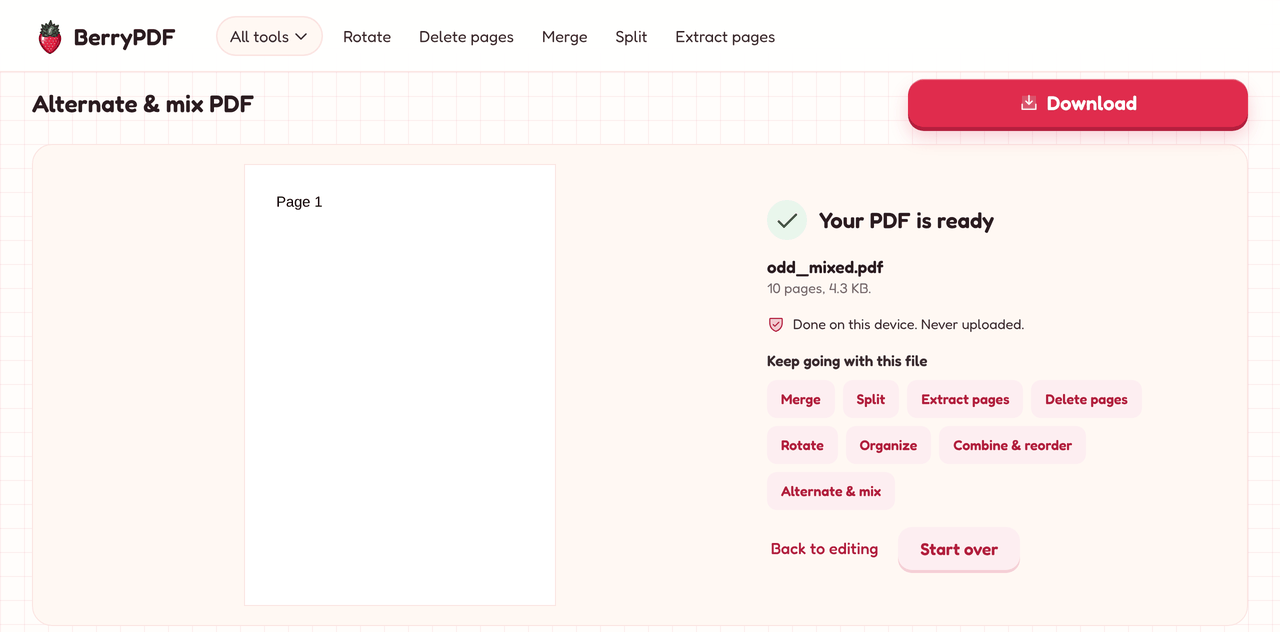 BerryPDF
All tools
Rotate
Delete pages
Merge
Split
Extract pages
Alternate & mix PDF
Download
Page 1
Your PDF is ready
odd_mixed.pdf
10 pages, 4.3 KB.
Done on this device. Never uploaded.
Keep going with this file
Merge
Split
Extract pages
Delete pages
Rotate
Organize
Combine & reorder
Alternate & mix
Back to editing
Start over